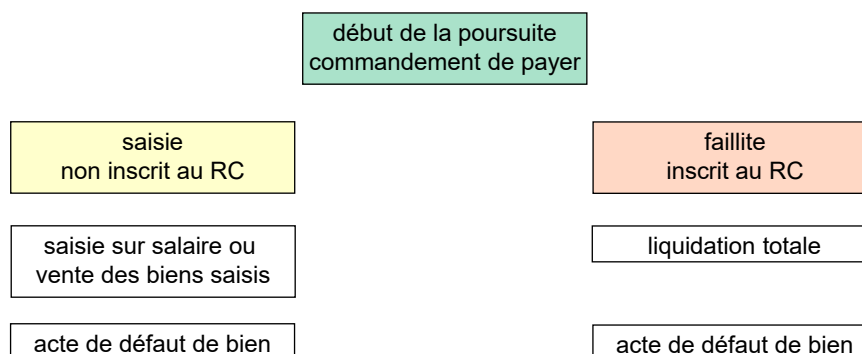 début de la poursuite
commandement de payer
saisie
non inscrit au RC
faillite
inscrit au RC
saisie sur salaire ou
vente des biens saisis
liquidation totale
acte de défaut de bien
acte de défaut de bien